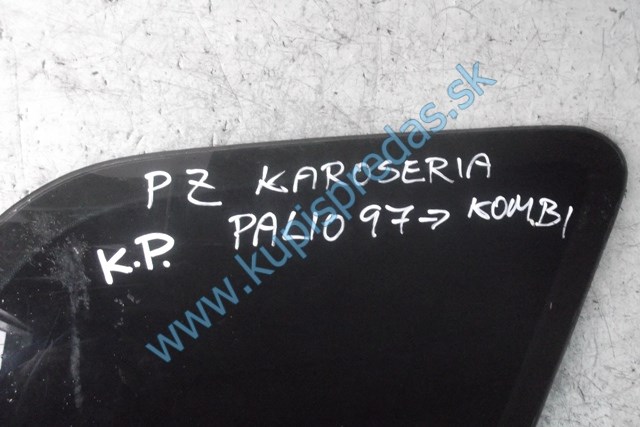 PZ KAROSERIA
K.P. PALIO 97-> KOMBI
www.kupispredas.sk